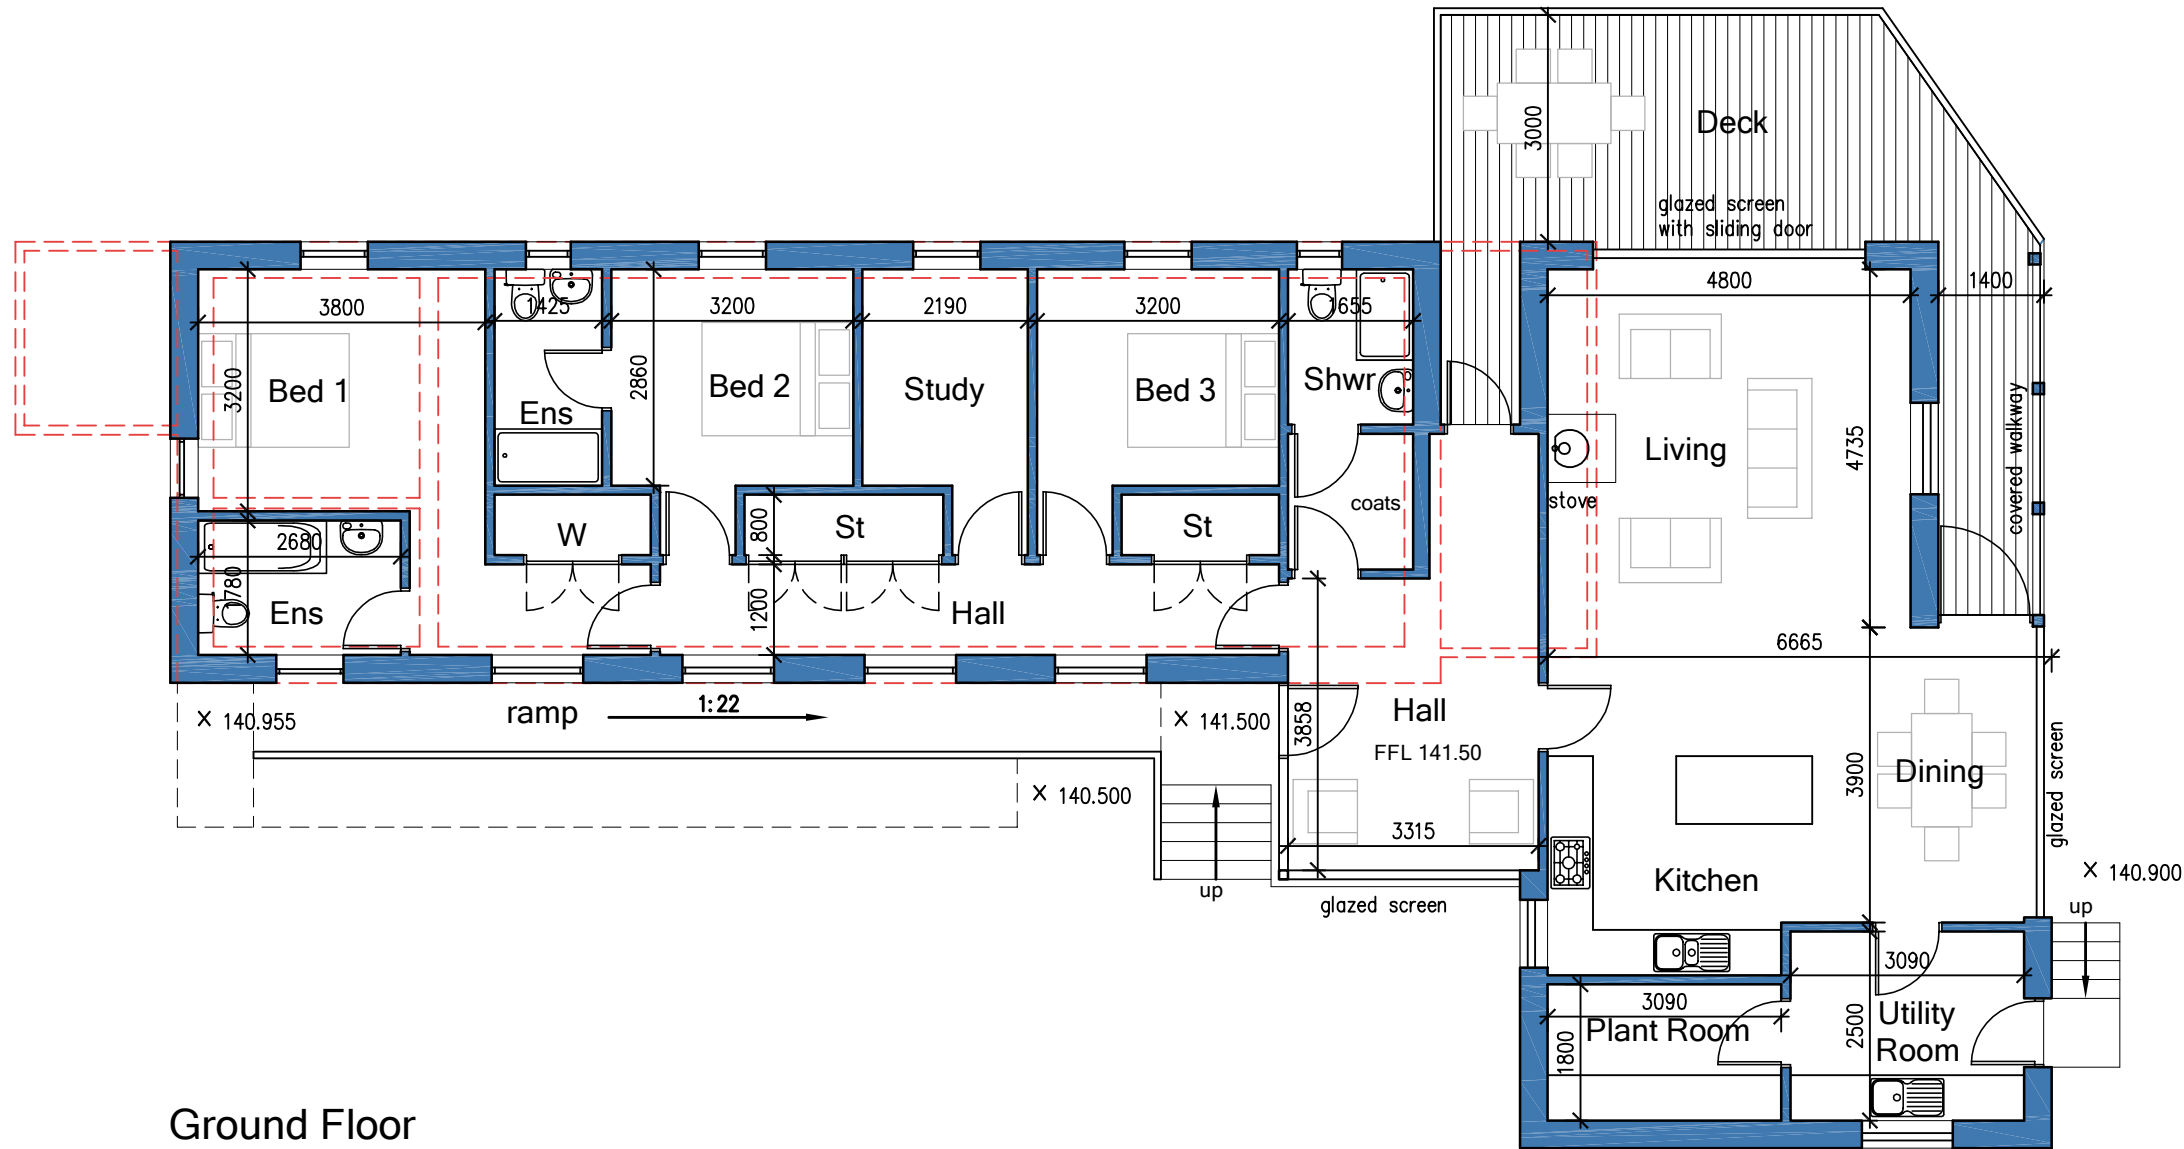 Deck
3000
glazed screen
with sliding door
3800
1425
3200
2190
3200
1655
4800
1400
3200
Bed 1
2860
Bed 2
Study
Bed 3
Shwr
Ens
Living
4735
covered walkway
stove
coats
W
800
St
St
2680
1780
Ens
1200
Hall
6665
ramp
1:22
140.955
141.500
3858
Hall
FFL 141.50
140.500
3315
3900
Dining
glazed screen
Kitchen
up
glazed screen
140.900
up
3090
3090
Plant Room
1800
2500
Utility
Room
Ground Floor